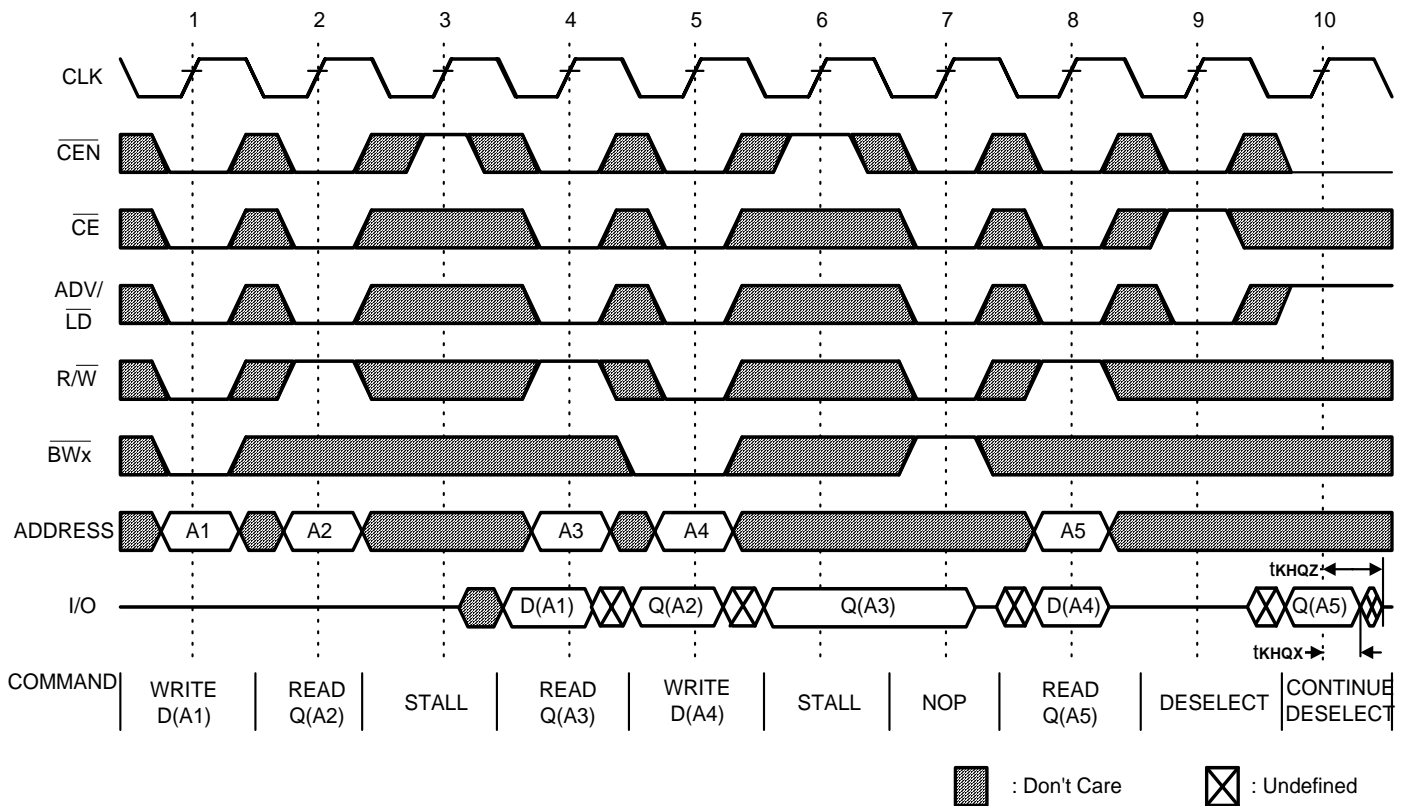 1 2 3 4 5 6 7 8 9 10
CLK
CEN
CE
ADV/
LD
R/W
BWx
ADDRESS A1 A2 A3 A4 A5
tKHQZ
I/O D(A1) Q(A2) Q(A3) D(A4) Q(A5)
tKHQX
COMMAND
WRITE D(A1)
READ Q(A2)
STALL
READ Q(A3)
WRITE D(A4)
STALL
NOP
READ Q(A5)
DESELECT
CONTINUE DESELECT
: Don't Care
: Undefined